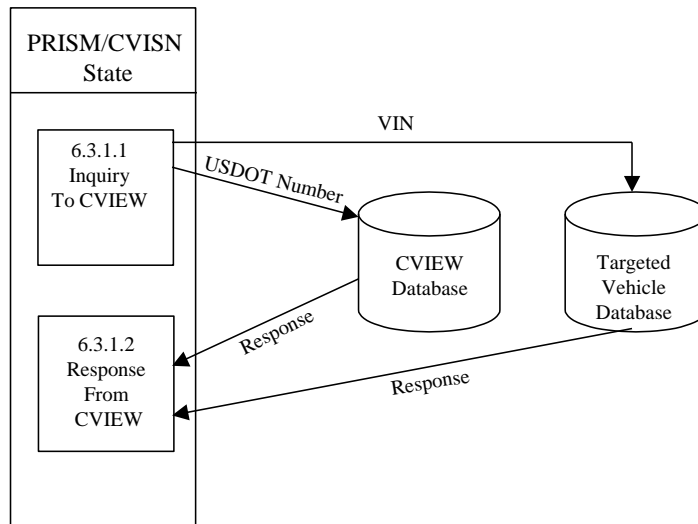 PRISM/CVISN
State
VIN
6.3.1.1
Inquiry
To CVIEW
USDOT Number
CVIEW
Database
Targeted
Vehicle
Database
6.3.1.2
Response
From
CVIEW
Response
Response